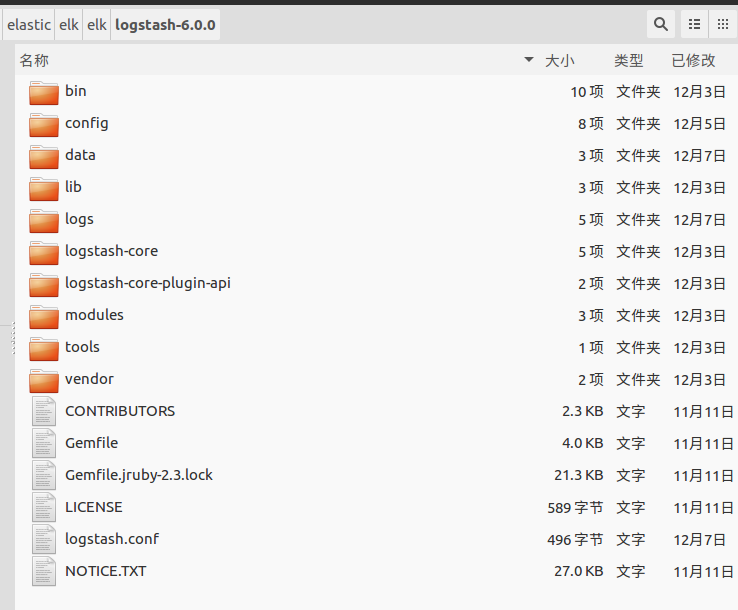 elastic elk elk logstash-6.0.0
名称 大小 类型 已修改
bin 10 项 文件夹 12月3日
config 8 项 文件夹 12月5日
data 3 项 文件夹 12月7日
lib 3 项 文件夹 12月3日
logs 5 项 文件夹 12月7日
logstash-core 5 项 文件夹 12月3日
logstash-core-plugin-api 2 项 文件夹 12月3日
modules 3 项 文件夹 12月3日
tools 1 项 文件夹 12月3日
vendor 2 项 文件夹 12月3日
CONTRIBUTORS 2.3 KB 文字 11月11日
Gemfile 4.0 KB 文字 11月11日
Gemfile.jruby-2.3.lock 21.3 KB 文字 11月11日
LICENSE 589 字节 文字 11月11日
logstash.conf 496 字节 文字 12月7日
NOTICE.TXT 27.0 KB 文字 11月11日